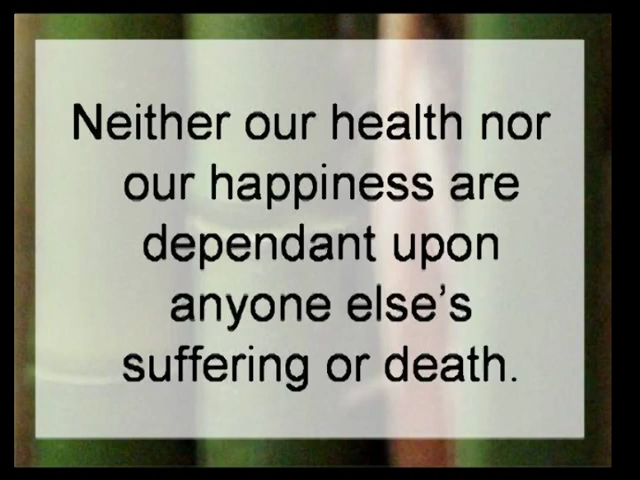 Neither our health nor
our happiness are
dependant upon
anyone else's
suffering or death.